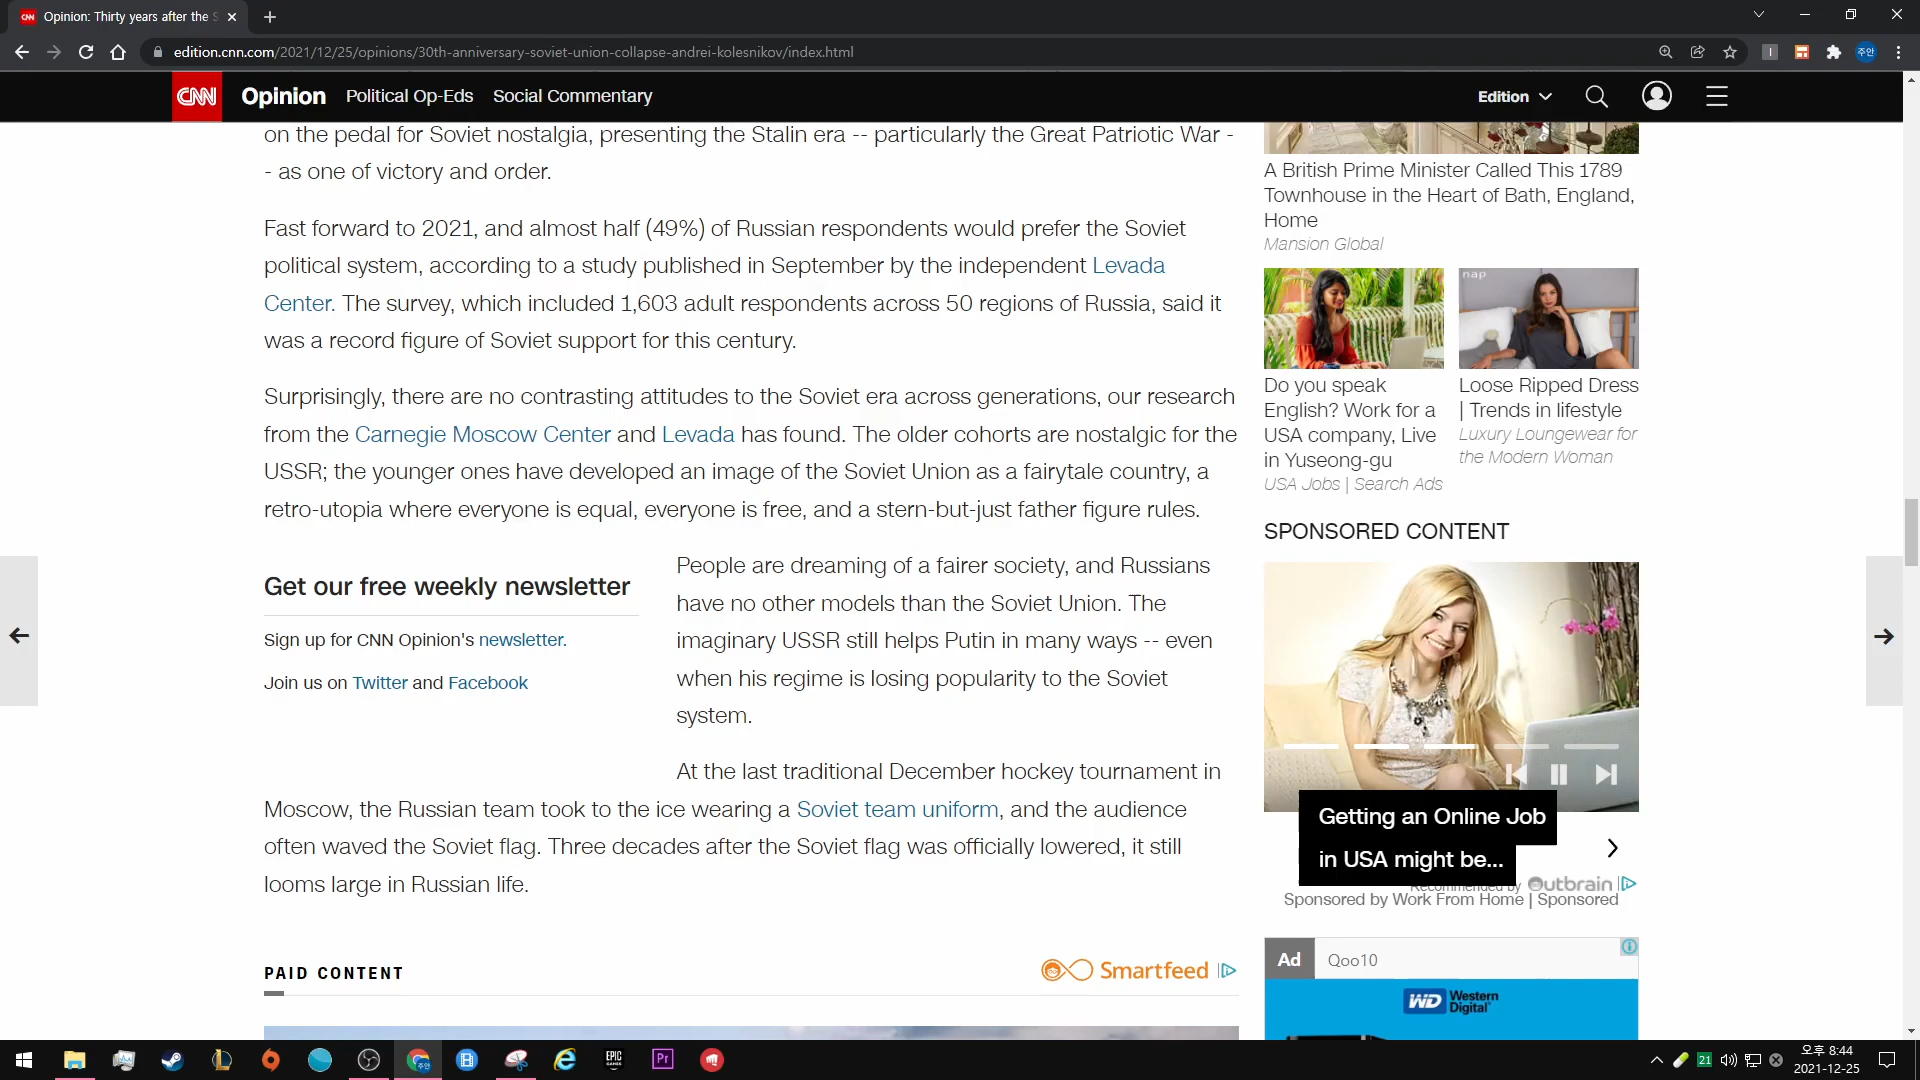 Opinion: Thirty years after the S
edition.cnn.com/2021/12/25/opinions/30th-anniversary-soviet-union-collapse-andrei-kolesnikov/index.html
주안
CNN Opinion Political Op-Eds Social Commentary Edition
on the pedal for Soviet nostalgia, presenting the Stalin era -- particularly the Great Patriotic War -
- as one of victory and order.
Fast forward to 2021, and almost half (49%) of Russian respondents would prefer the Soviet
political system, according to a study published in September by the independent Levada
Center. The survey, which included 1,603 adult respondents across 50 regions of Russia, said it
was a record figure of Soviet support for this century.
Surprisingly, there are no contrasting attitudes to the Soviet era across generations, our research
from the Carnegie Moscow Center and Levada has found. The older cohorts are nostalgic for the
USSR; the younger ones have developed an image of the Soviet Union as a fairytale country, a
retro-utopia where everyone is equal, everyone is free, and a stern-but-just father figure rules.
Get our free weekly newsletter
Sign up for CNN Opinion's newsletter.
Join us on Twitter and Facebook
People are dreaming of a fairer society, and Russians
have no other models than the Soviet Union. The
imaginary USSR still helps Putin in many ways -- even
when his regime is losing popularity to the Soviet
system.
At the last traditional December hockey tournament in
Moscow, the Russian team took to the ice wearing a Soviet team uniform, and the audience
often waved the Soviet flag. Three decades after the Soviet flag was officially lowered, it still
looms large in Russian life.
PAID CONTENT
Smartfeed
A British Prime Minister Called This 1789
Townhouse in the Heart of Bath, England,
Home
Mansion Global
Do you speak
English? Work for a
USA company, Live
in Yuseong-gu
USA Jobs | Search Ads
nap
Loose Ripped Dress
| Trends in lifestyle
Luxury Loungewear for
the Modern Woman
SPONSORED CONTENT
Getting an Online Job
in USA might be...
Recommended by Outbrain
Sponsored by Work From Home | Sponsored
Ad Qoo10
WD Western
Digital
EPIC
GAMES
Pr
21
오후 8:44
2021-12-25